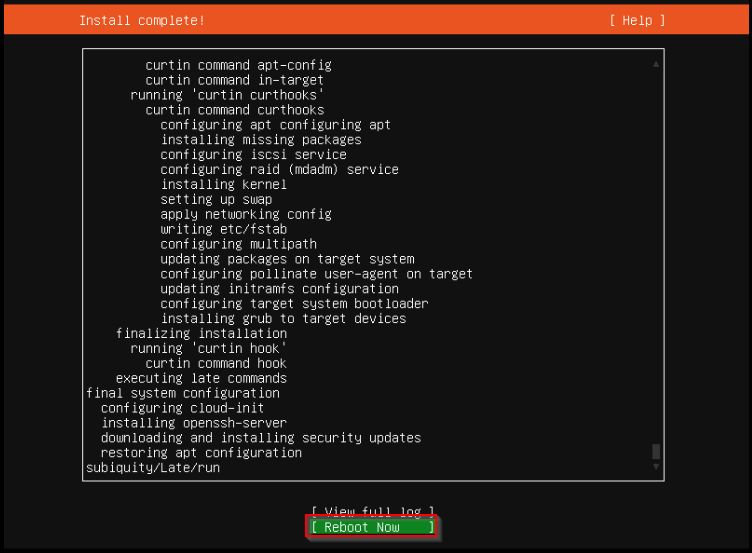 Install complete!
[ Help ]
curtin command apt-config
curtin command in-target
running 'curtin curthooks'
curtin command curthooks
configuring apt configuring apt
installing missing packages
configuring iscsi service
configuring raid (mdadm) service
installing kernel
setting up swap
apply networking config
writing etc/fstab
configuring multipath
updating packages on target system
configuring pollinate user-agent on target
updating initramfs configuration
configuring target system bootloader
installing grub to target devices
finalizing installation
running 'curtin hook'
curtin command hook
executing late commands
final system configuration
configuring cloud-init
installing openssh-server
downloading and installing security updates
restoring apt configuration
subiquity/Late/run
[ View full log ]
[ Reboot Now ]